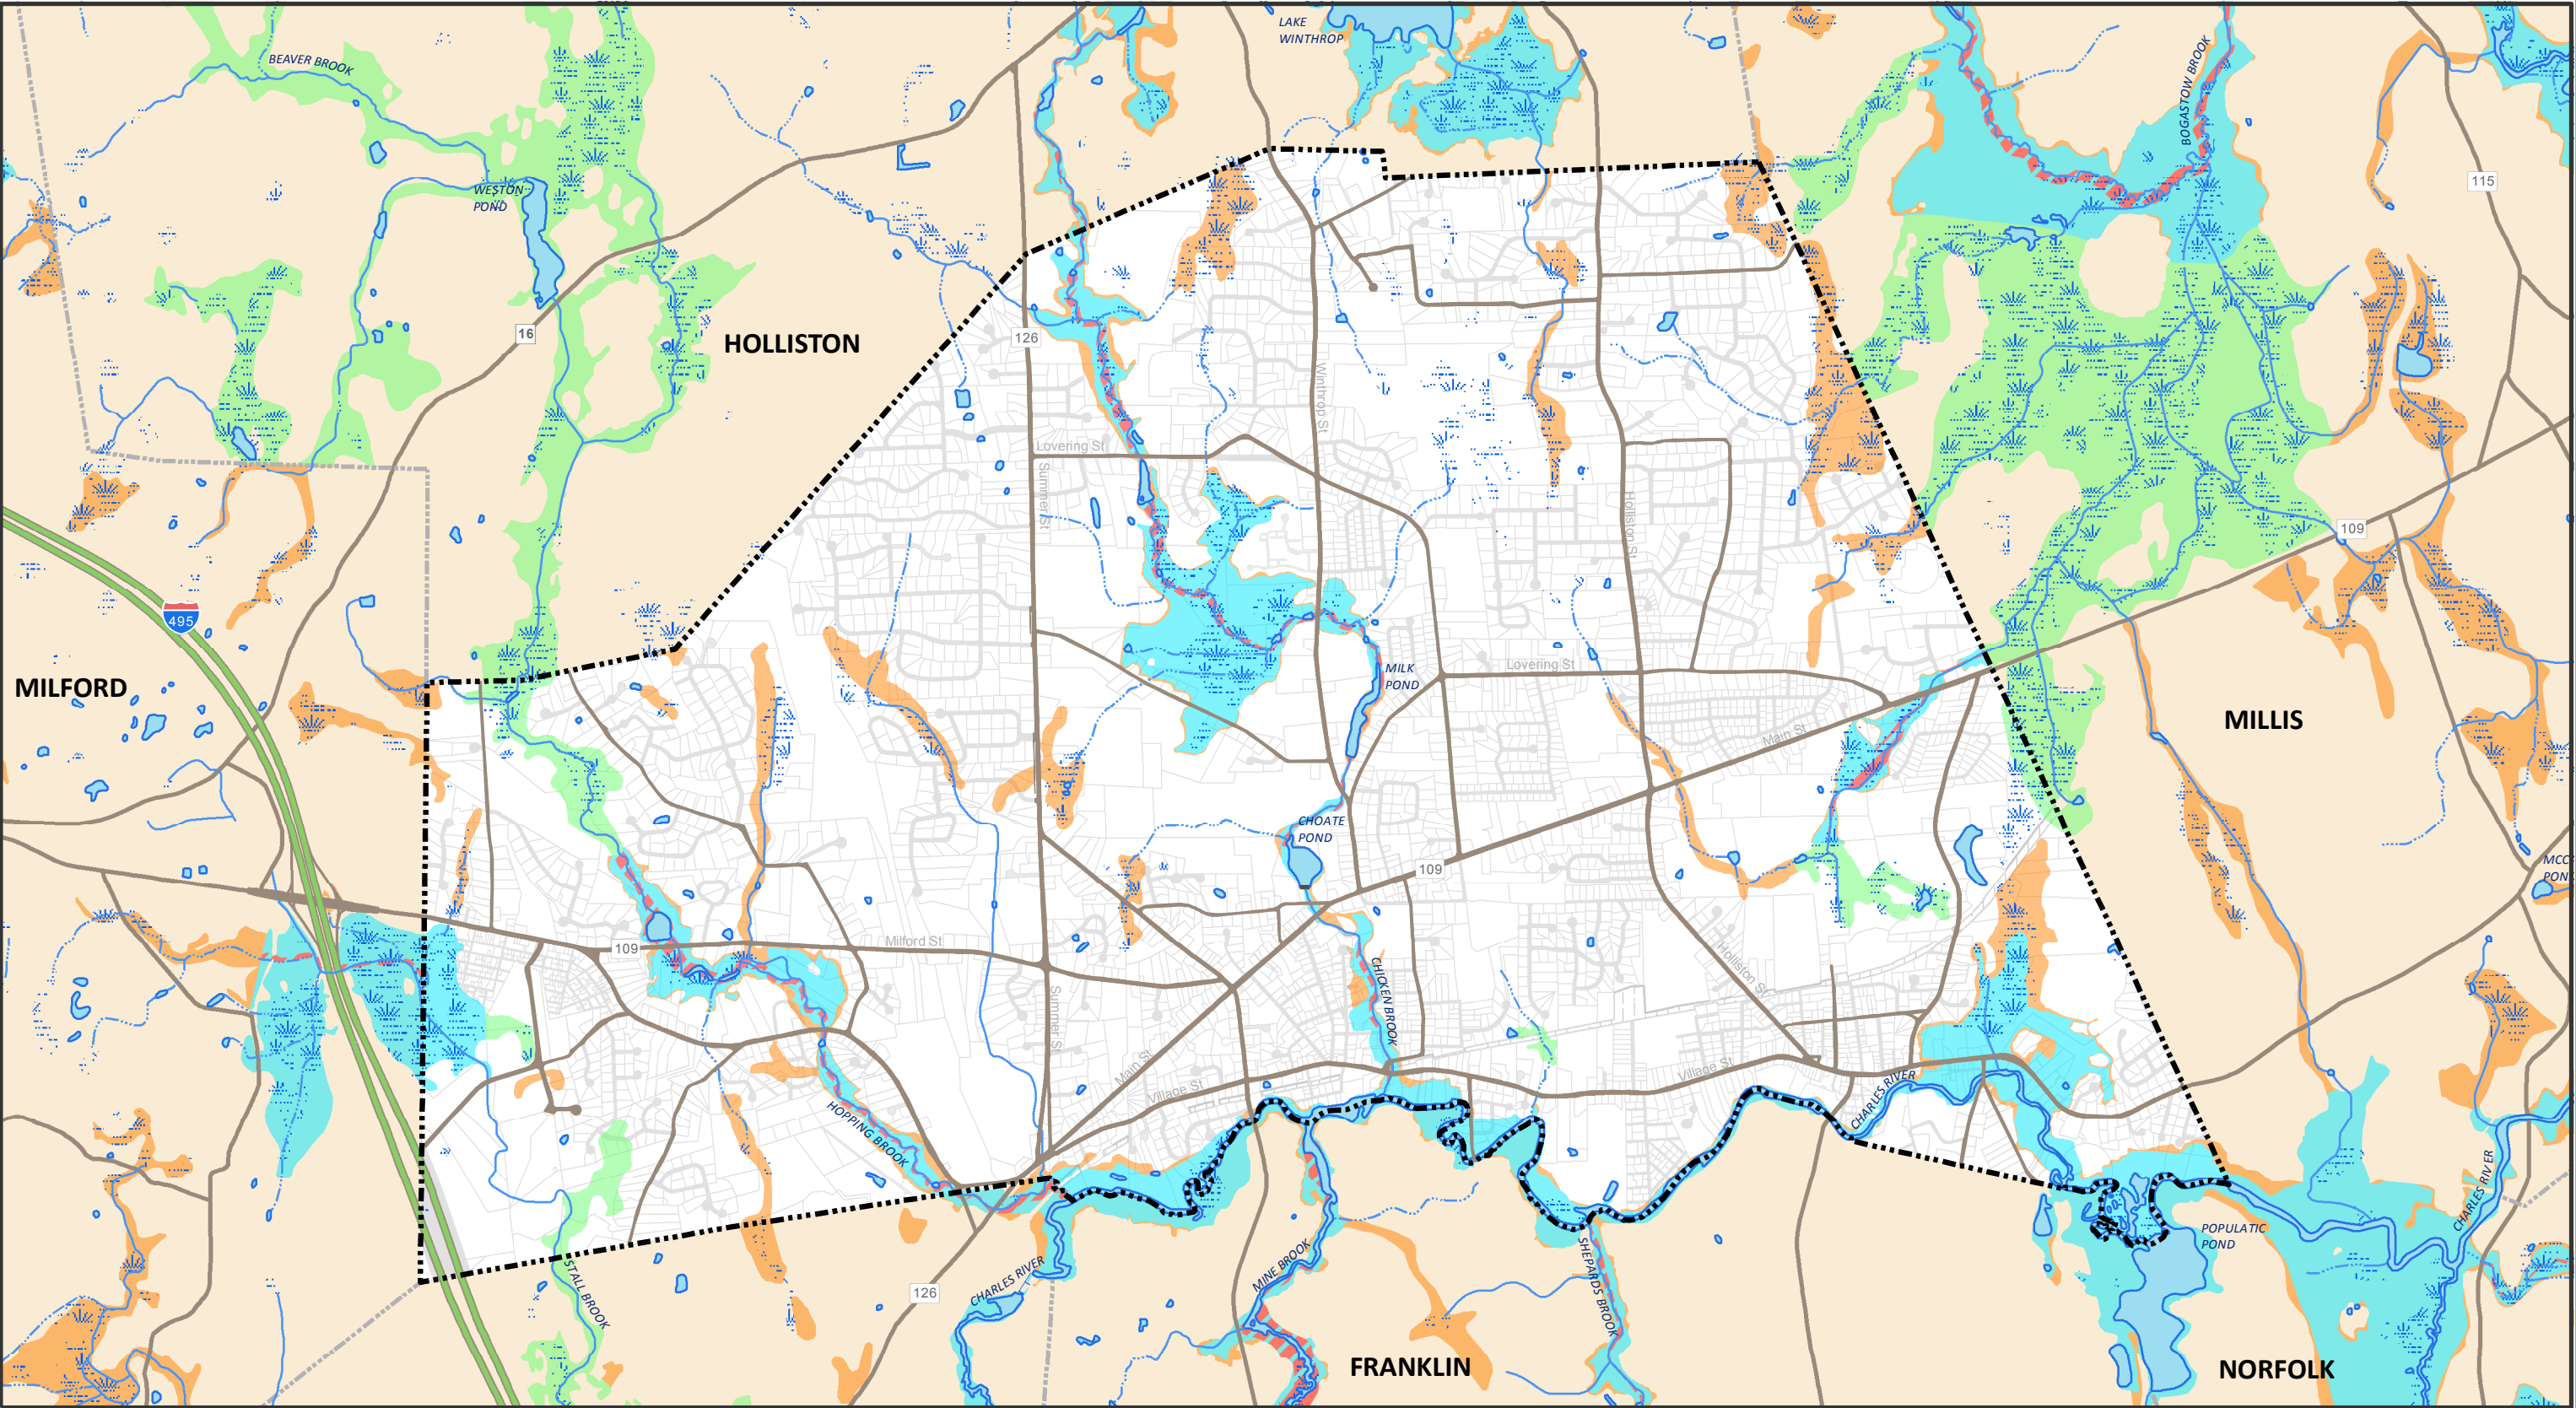 LAKE
WINTHROP
BEAVER BROOK
BOGASTOW BROOK
115
WESTON
POND
16
HOLLISTON
126
Winthrop St
Lovering St
Summer St
Holliston St
109
495
MILFORD
MILK
POND
Lovering St
MILLIS
Main St
CHOATE
POND
109
MCC
PON
109
Milford St
Holliston St
CHICKEN BROOK
Summer St
Main St
Village St
Village St
CHARLES RIVER
HOPPING BROOK
CHARLES RIVER
POPULATIC
POND
STALL BROOK
126
CHARLES RIVER
MINE BROOK
SHEPARDS BROOK
FRANKLIN
NORFOLK